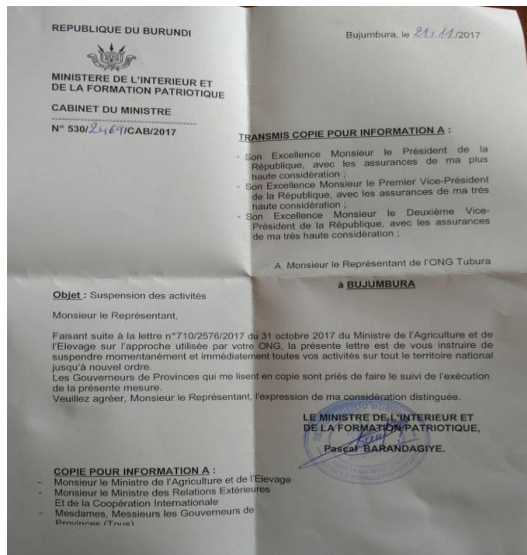 REPUBLIQUE DU BURUNDI
Bujumbura, le 21/11/2017
MINISTERE DE L'INTERIEUR ET
DE LA FORMATION PATRIOTIQUE
CABINET DU MINISTRE
N° 530/2464/CAB/2017
TRANSMIS COPIE POUR INFORMATION A :
- Son Excellence Monsieur le Président de la
République, avec les assurances de ma plus
haute considération ;
- Son Excellence Monsieur le Premier Vice-Président
de la République, avec les assurances de ma très
haute considération ;
- Son Excellence Monsieur le Deuxième Vice-
Président de la République, avec les assurances
de ma très haute considération ;
A Monsieur le Représentant de l'ONG Tubura
à BUJUMBURA
Objet : Suspension des activités
Monsieur le Représentant,
Faisant suite à la lettre n°710/2576/2017 du 31 octobre 2017 du Ministre de l'Agriculture et de
l'Elevage sur l'approche utilisée par votre ONG, la présente lettre est de vous instruire de
suspendre momentanément et immédiatement toutes vos activités sur tout le territoire national
jusqu'à nouvel ordre.
Les Gouverneurs de Provinces qui me lisent en copie sont priés de faire le suivi de l'exécution
de la présente mesure.
Veuillez agréer, Monsieur le Représentant, l'expression de ma considération distinguée.
LE MINISTRE DE L'INTERIEUR ET
DE LA FORMATION PATRIOTIQUE,
Pascal BARANDAGIYE.
COPIE POUR INFORMATION A :
- Monsieur le Ministre de l'Agriculture et de l'Elevage
- Monsieur le Ministre des Relations Extérieures
Et de la Coopération Internationale
- Mesdames, Messieurs les Gouverneurs de
Provinces (Tous)